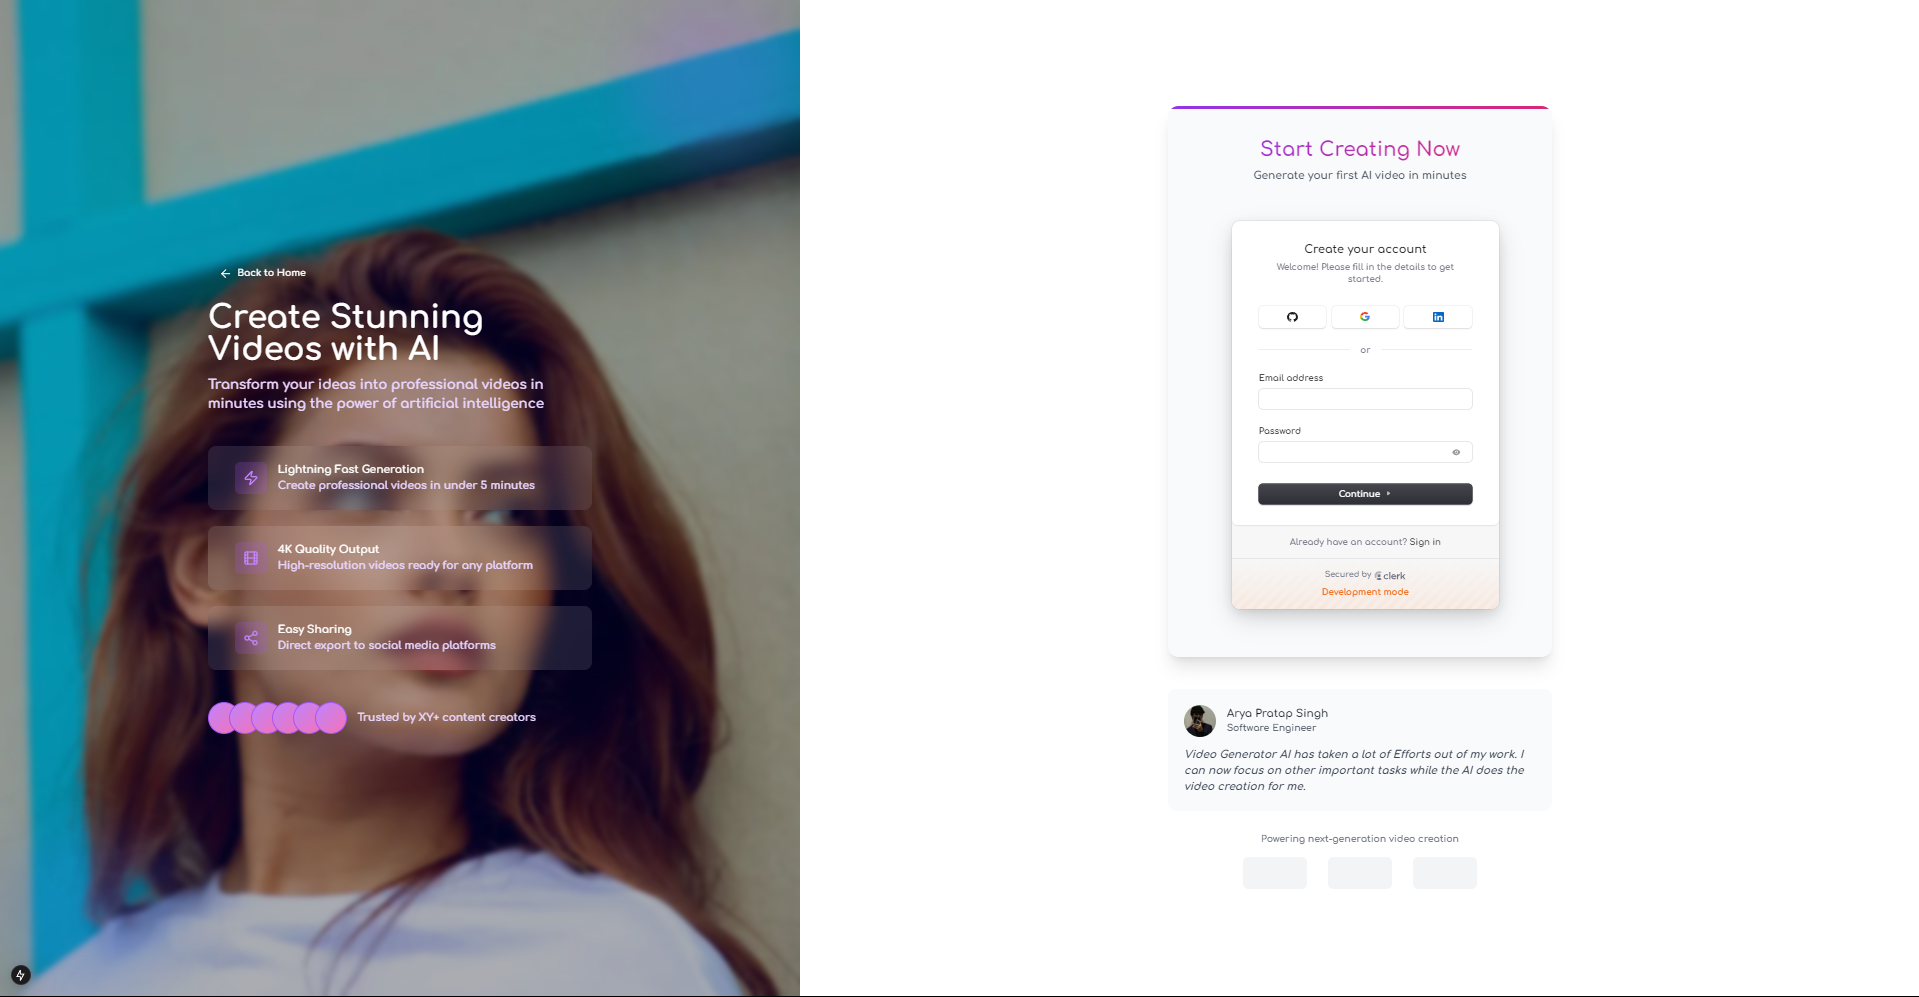 Back to Home
Create Stunning
Videos with AI
Transform your ideas into professional videos in
minutes using the power of artificial intelligence
Lightning Fast Generation
Create professional videos in under 5 minutes
4K Quality Output
High-resolution videos ready for any platform
Easy Sharing
Direct export to social media platforms
Trusted by XY+ content creators
Start Creating Now
Generate your first AI video in minutes
Create your account
Welcome! Please fill in the details to get
started.
or
Email address
Password
Continue
Already have an account? Sign in
Secured by clerk
Development mode
Arya Pratap Singh
Software Engineer
Video Generator AI has taken a lot of Efforts out of my work. I
can now focus on other important tasks while the AI does the
video creation for me.
Powering next-generation video creation